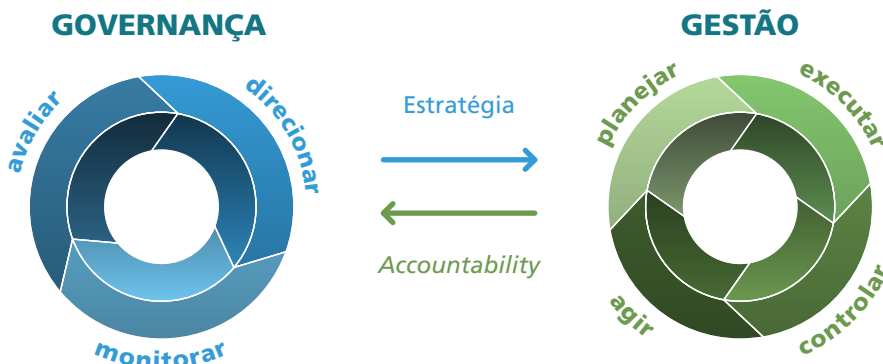 GOVERNANÇA
avaliar
direcionar
monitorar
Estratégia
Accountability
GESTÃO
planejar
executar
controlar
agir